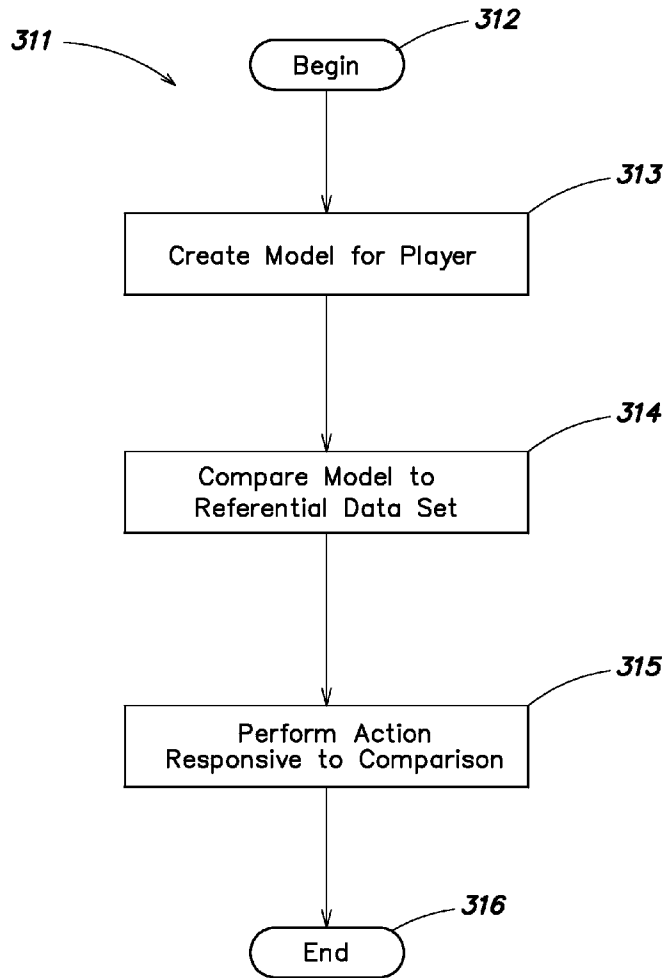 311
312
Begin
313
Create Model for Player
314
Compare Model to
Referential Data Set
315
Perform Action
Responsive to Comparison
316
End